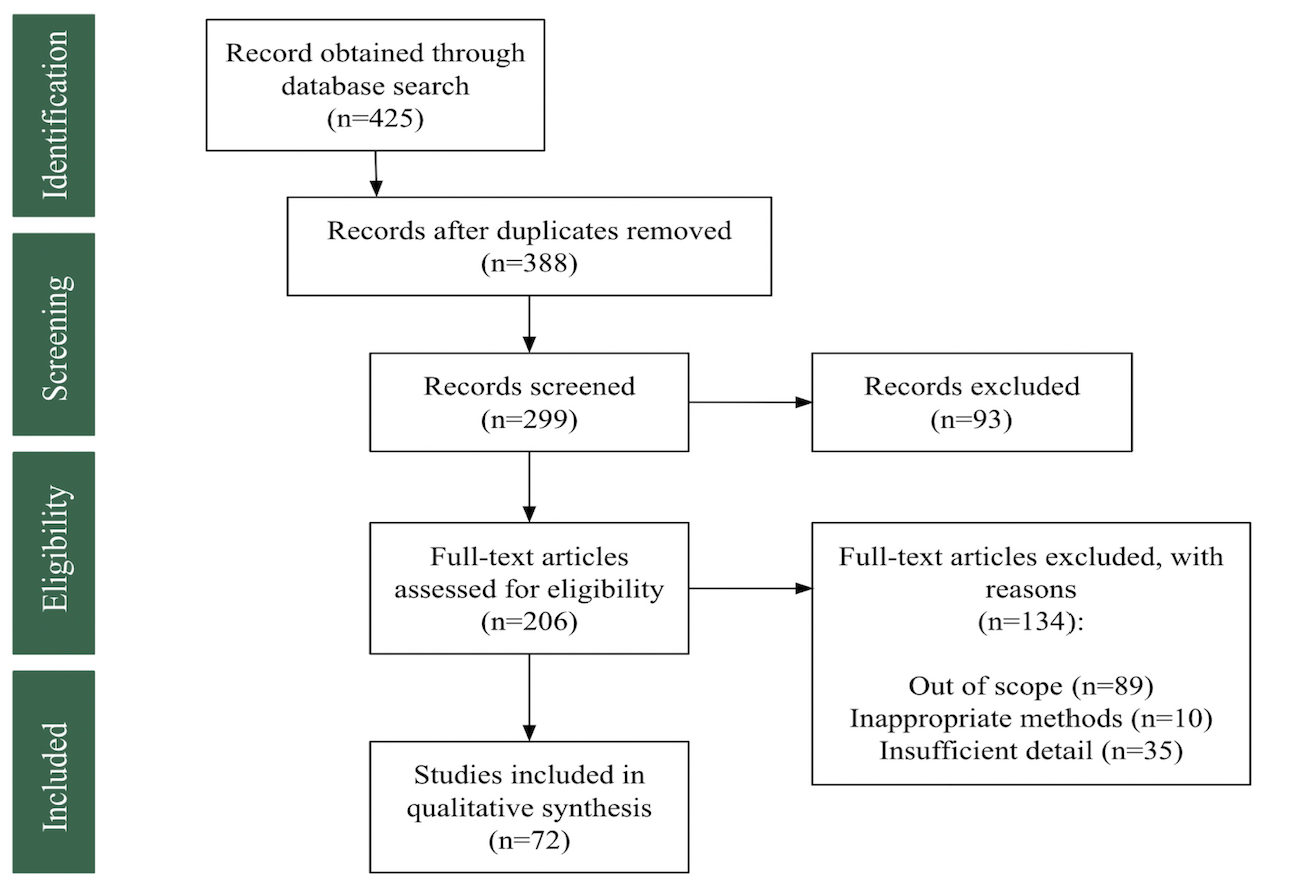 Identification
Record obtained through
database search
(n=425)
Records after duplicates removed
(n=388)
Screening
Records screened
(n=299)
Records excluded
(n=93)
Eligibility
Full-text articles
assessed for eligibility
(n=206)
Full-text articles excluded, with
reasons
(n=134):
Out of scope (n=89)
Inappropriate methods (n=10)
Insufficient detail (n=35)
Included
Studies included in
qualitative synthesis
(n=72)